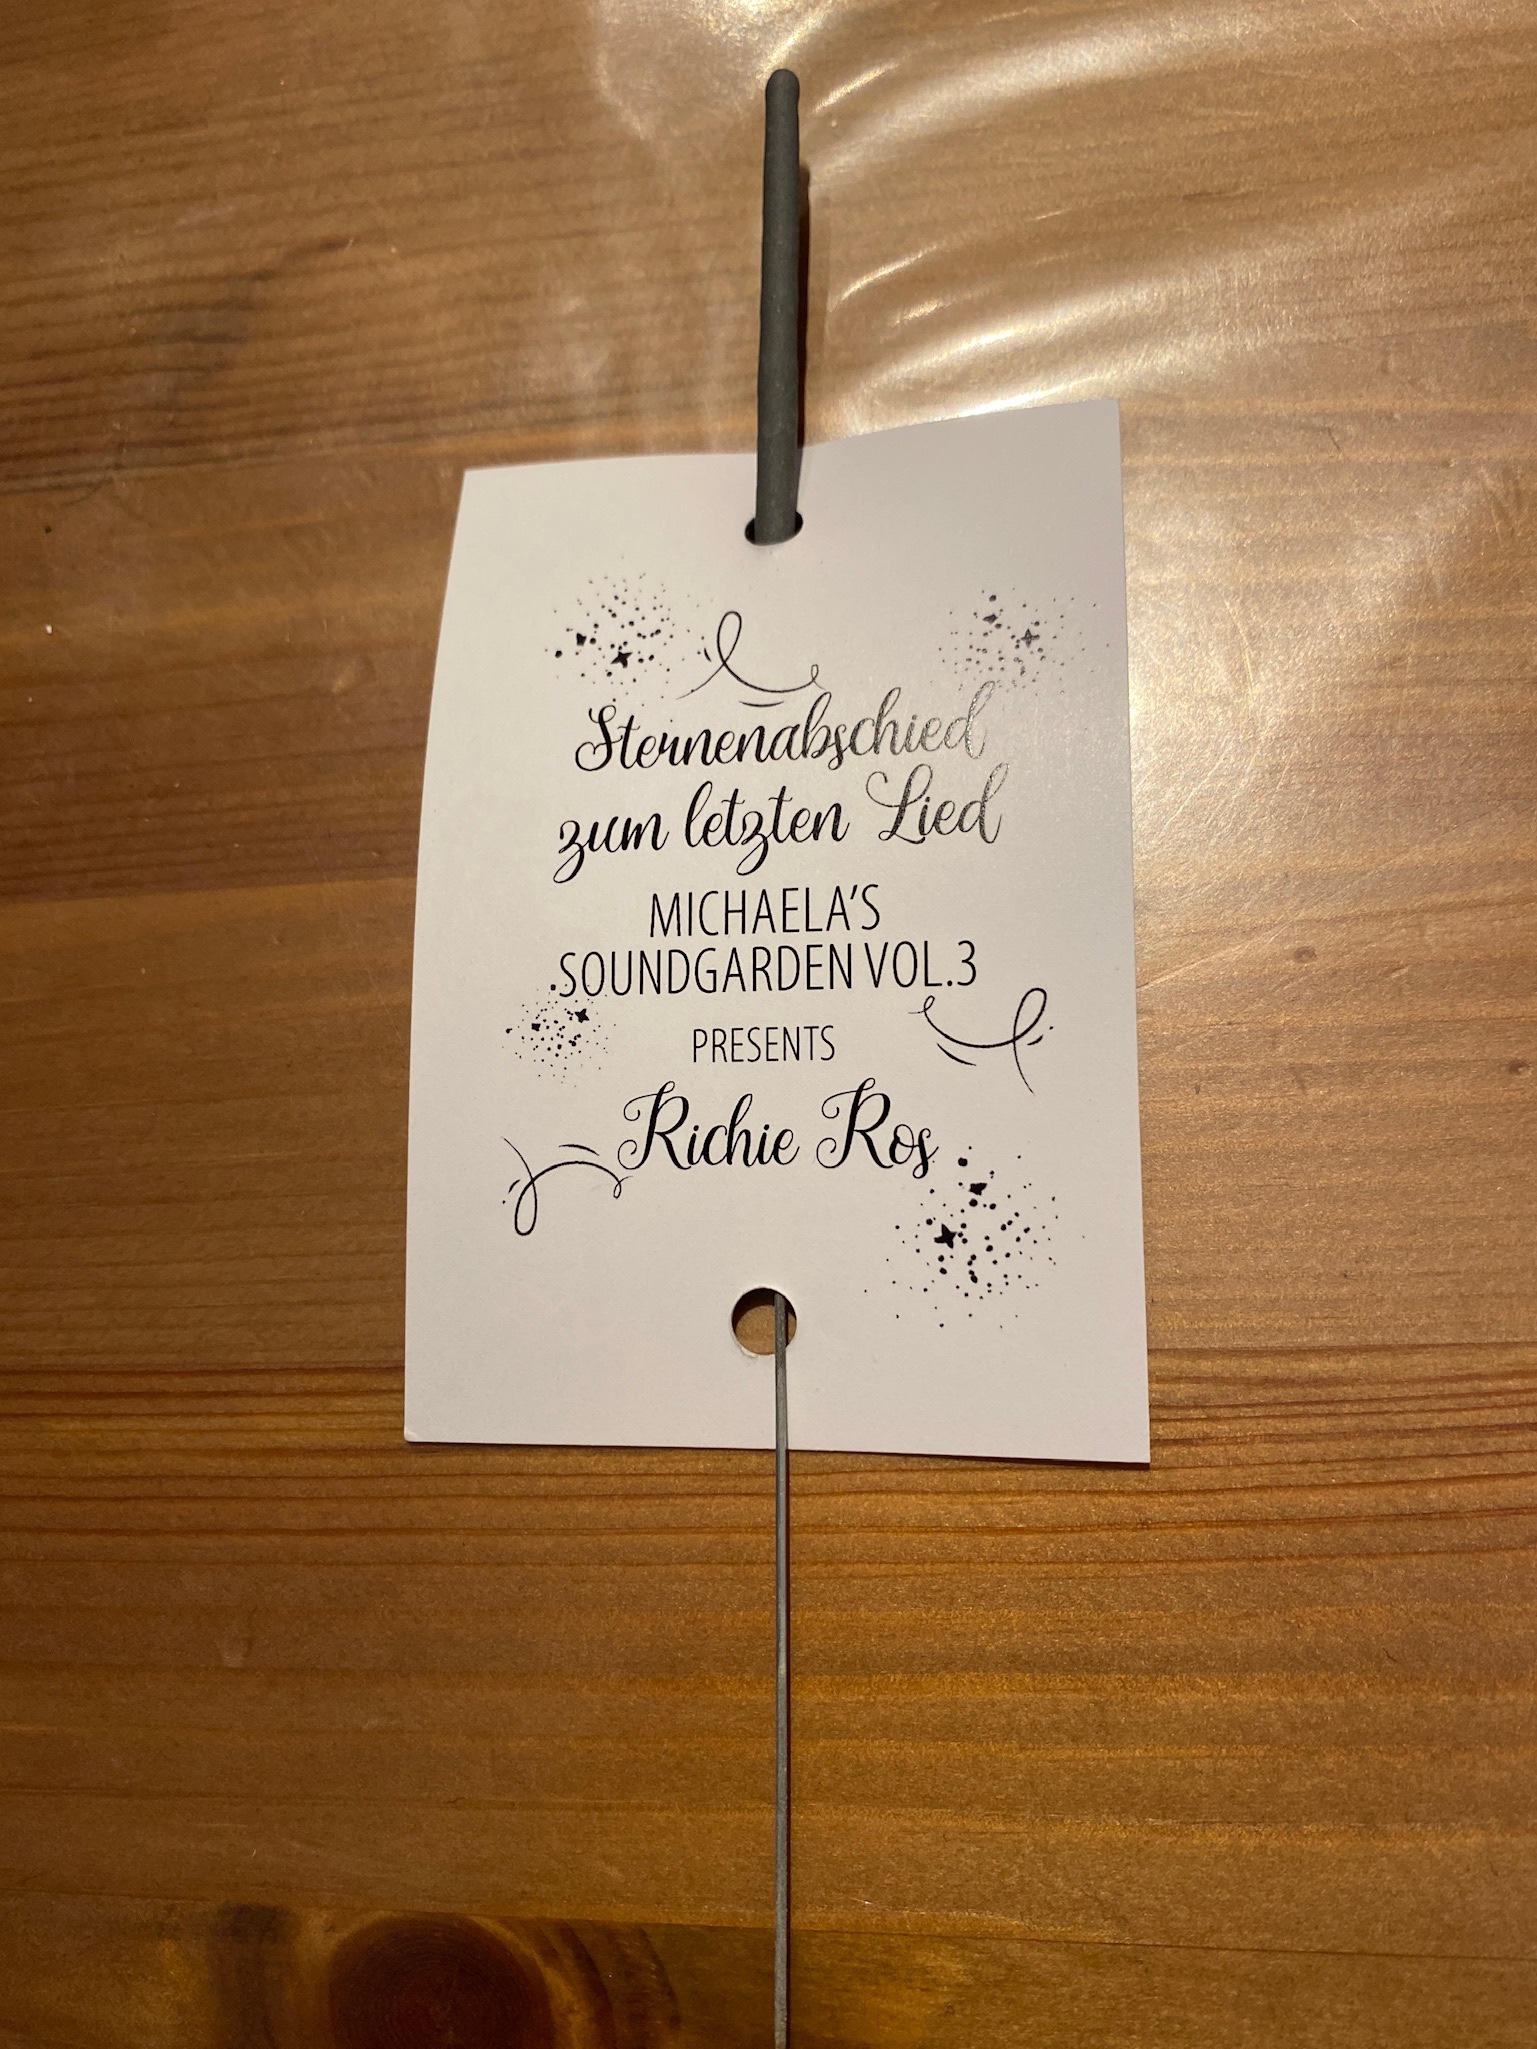 Sternenabschied
zum letzten Lied
MICHAELA'S
SOUNDGARDEN VOL.3
PRESENTS
Richie Ros